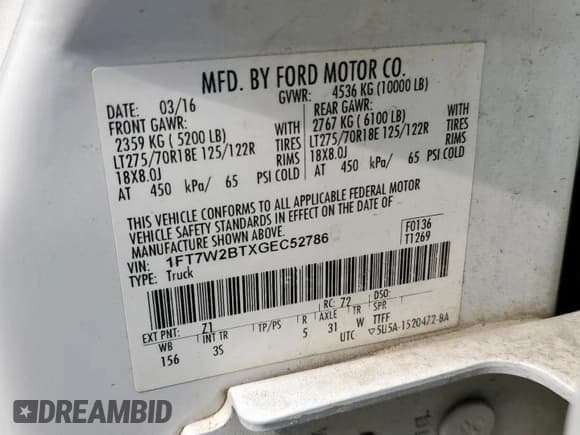 MFD. BY FORD MOTOR CO.
DATE: 03/16 GVWR: 4536 KG (10000 LB)
FRONT GAWR: REAR GAWR:
2359 KG ( 5200 LB) WITH 2767 KG ( 6100 LB) WITH
LT275/70R18E 125/122R TIRES LT275/70R18E 125/122R TIRES
18X8.0J RIMS 18X8.0J RIMS
AT 450 kPa/ 65 PSI COLD AT 450 kPa/ 65 PSI COLD
THIS VEHICLE CONFORMS TO ALL APPLICABLE FEDERAL MOTOR
VEHICLE SAFETY STANDARDS IN EFFECT ON THE DATE OF
MANUFACTURE SHOWN ABOVE.
VIN: 1FT7W2BTXGEC52786 F0136
TYPE: Truck T1269
EXT PNT: Z1 RC: Z2 DSO:
WB INT TR TP/PS R AXLE TR SPR
156 3S 5 31 W TTFF
UTC ▽5U5A-1520472-BA
DREAMBID